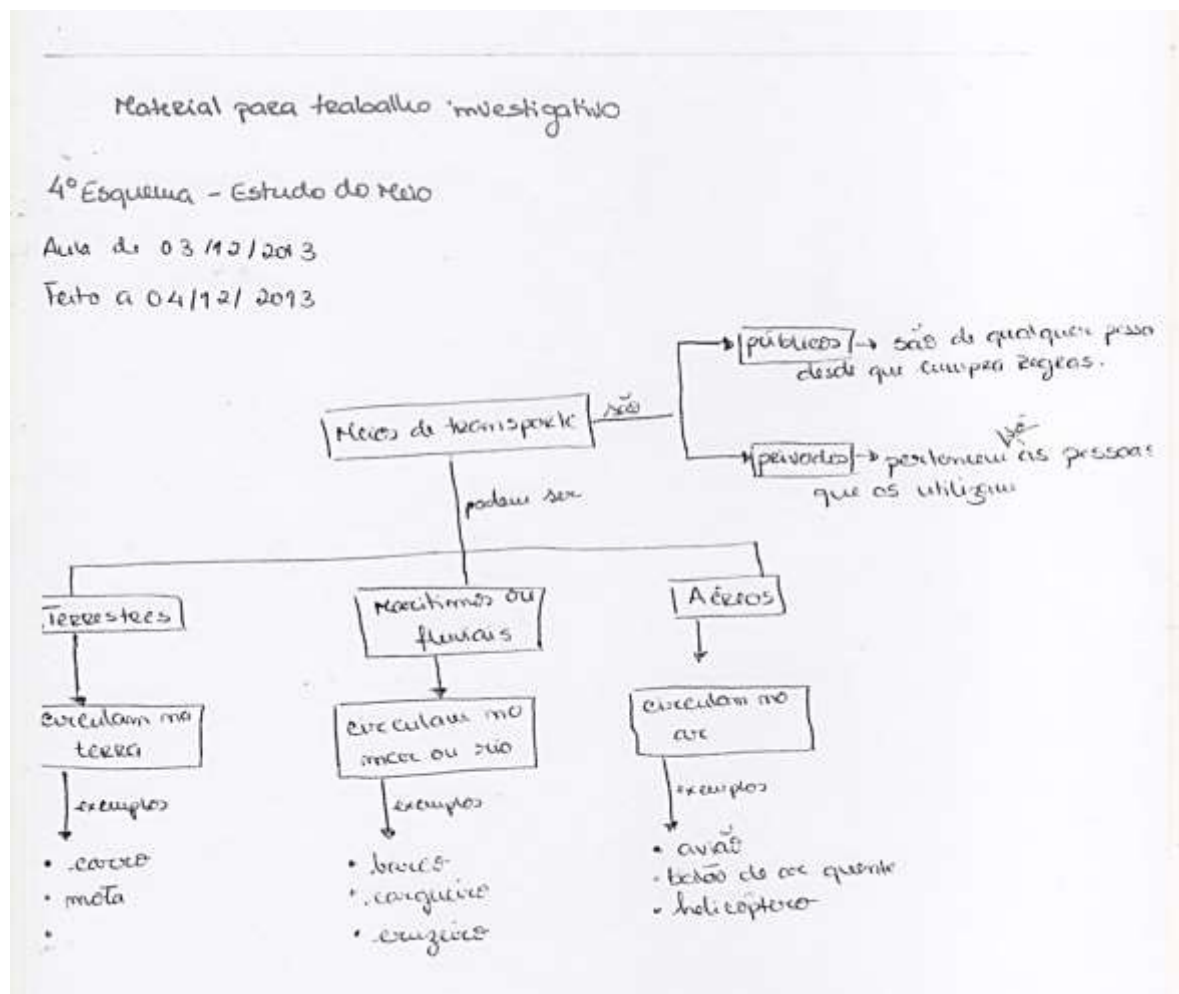 Material para trabalho investigativo
4º Esquema - Estudo do Meio
Aula de 03/12/2013
Feito a 04/12/2013
públicos → são de qualquer pessoa
desde que cumpra regras.
Meios de transporte são
só
privados → pertencem às pessoas
que os utilizam
podem ser
Terrestres
Marítimos ou
fluviais
Aéreos
circulam na
terra
circulam no
mar ou rio
circulam no
ar
exemplos
exemplos
exemplos
• carro
• mota
•
• barco
• cargueiro
• cruzeiro
• avião
• balão de ar quente
• helicóptero